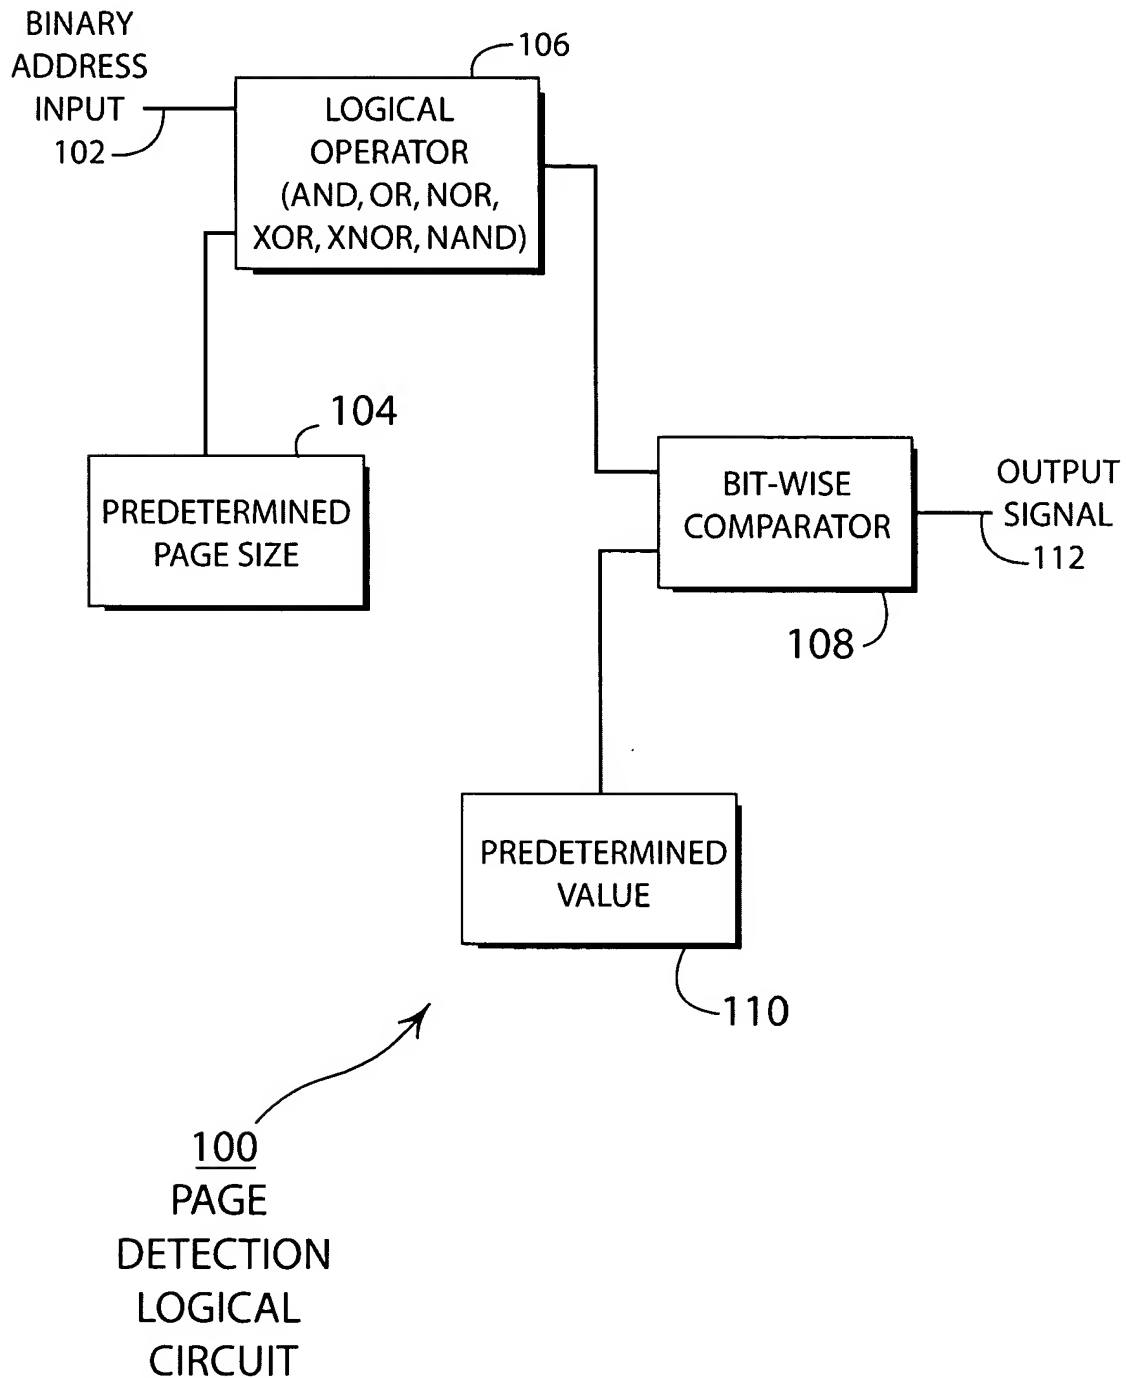 BINARY
ADDRESS
INPUT
102
106
LOGICAL
OPERATOR
(AND, OR, NOR,
XOR, XNOR, NAND)
104
PREDETERMINED
PAGE SIZE
BIT-WISE
COMPARATOR
OUTPUT
SIGNAL
112
108
PREDETERMINED
VALUE
110
100
PAGE
DETECTION
LOGICAL
CIRCUIT